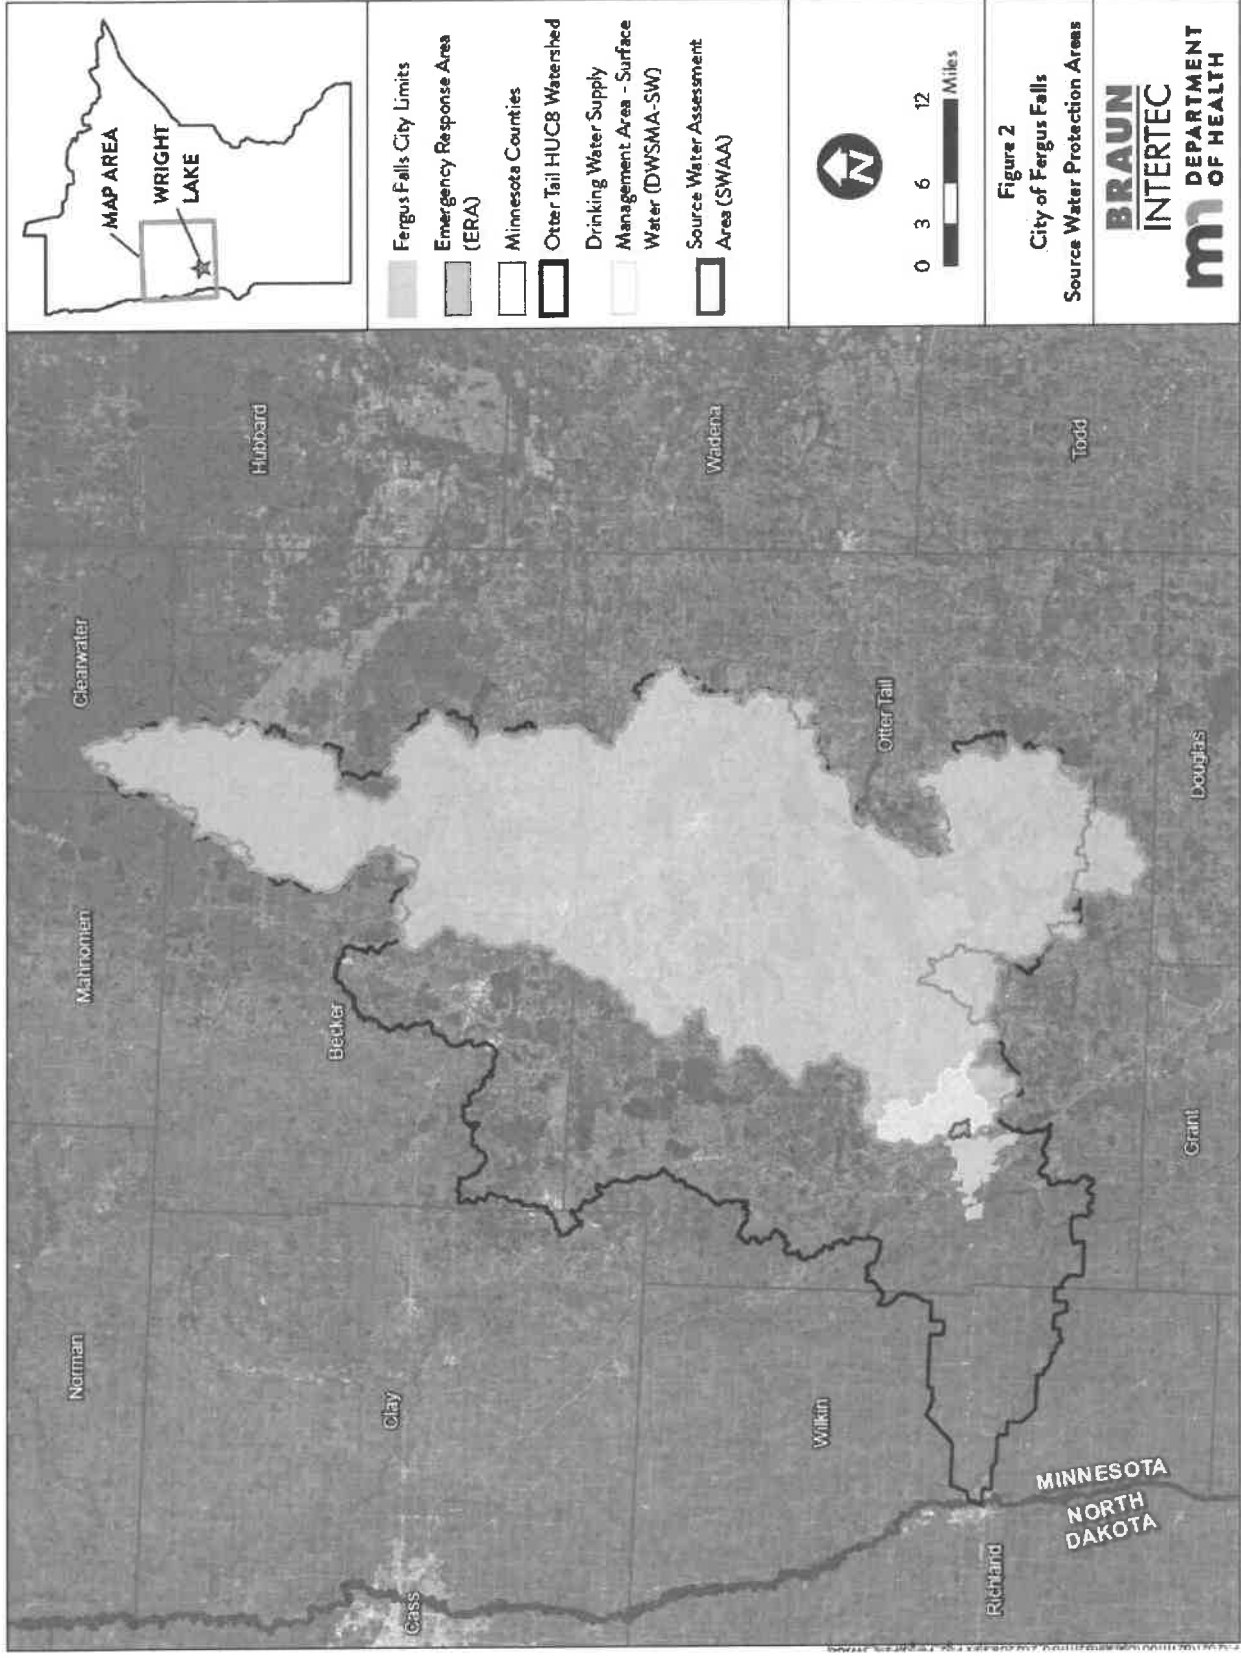 MAP AREA
WRIGHT
LAKE
Fergus Falls City Limits
Emergency Response Area
(ERA)
Minnesota Counties
Otter Tail HUC8 Watershed
Drinking Water Supply
Management Area - Surface
Water (DWSMA-SW)
Source Water Assessment
Area (SWAA)
N
0 3 6 12
Miles
Figure 2
City of Fergus Falls
Source Water Protection Areas
BRAUN
INTERTEC
m DEPARTMENT
OF HEALTH
Norman
Mahnomen
Clearwater
Hubbard
Becker
Clay
Cass
Wadena
Otter Tail
Wilkin
Todd
Richland
MINNESOTA
NORTH
DAKOTA
Grant
Douglas